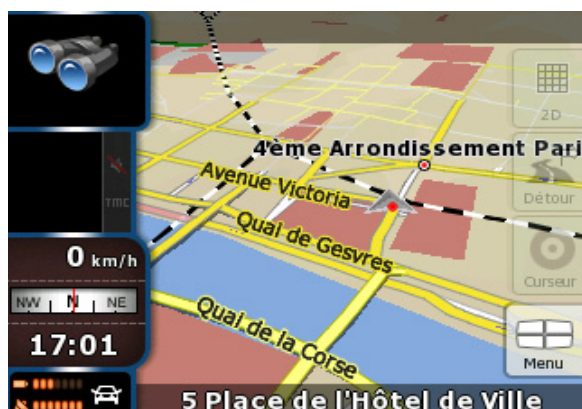 2D
4ème Arrondissement Pari
Avenue Victoria
Détour
TMC
Quai de Gesvres
0 km/h
Curseur
NW N NE
17:01
Quai de la Corse
Menu
5 Place de l'Hôtel de Ville